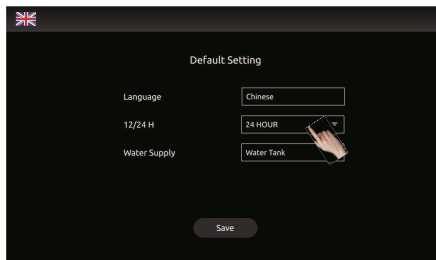 Default Setting
Language Chinese
12/24 H 24 HOUR
Water Supply Water Tank
Save